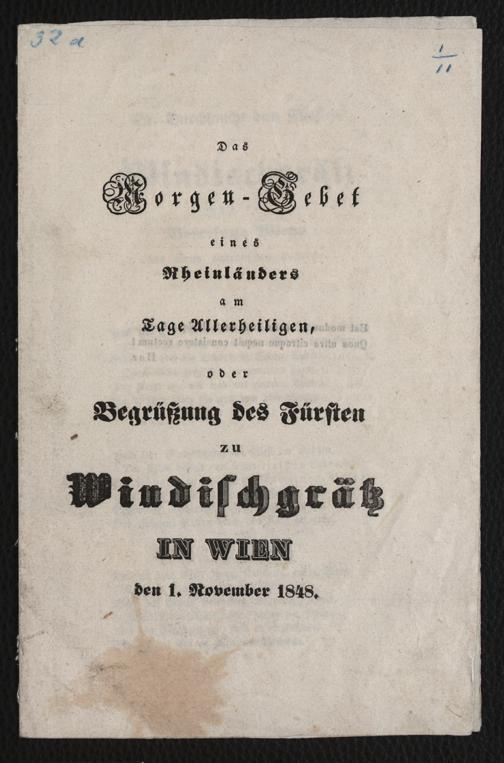 32 a
1/11
Das
Morgen-Gebet
eines
Rheinländers
am
Tage Allerheiligen,
oder
Begrüßung des Fürsten
zu
Windischgrätz
IN WIEN
den 1. November 1848.